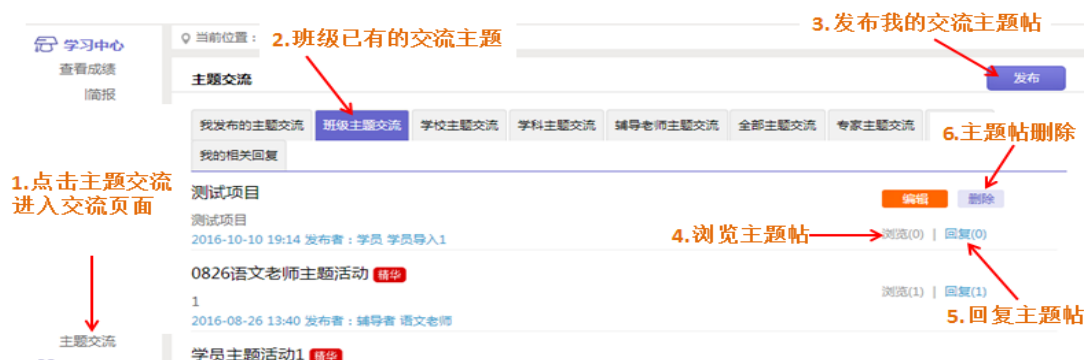 3.发布我的交流主题帖
学习中心
当前位置：
2.班级已有的交流主题
查看成绩
主题交流
发布
简报
我发布的主题交流 班级主题交流 学校主题交流 学科主题交流 辅导老师主题交流 全部主题交流 专家主题交流
6.主题帖删除
我的相关回复
1.点击主题交流
进入交流页面
测试项目
编辑 删除
测试项目
2016-10-10 19:14 发布者：学员 学员导入1
4.浏览主题帖
浏览(0) | 回复(0)
0826语文老师主题活动 精华
1
浏览(1) | 回复(1)
2016-08-26 13:40 发布者：辅导者 语文老师
5.回复主题帖
主题交流
学员主题活动1 精华